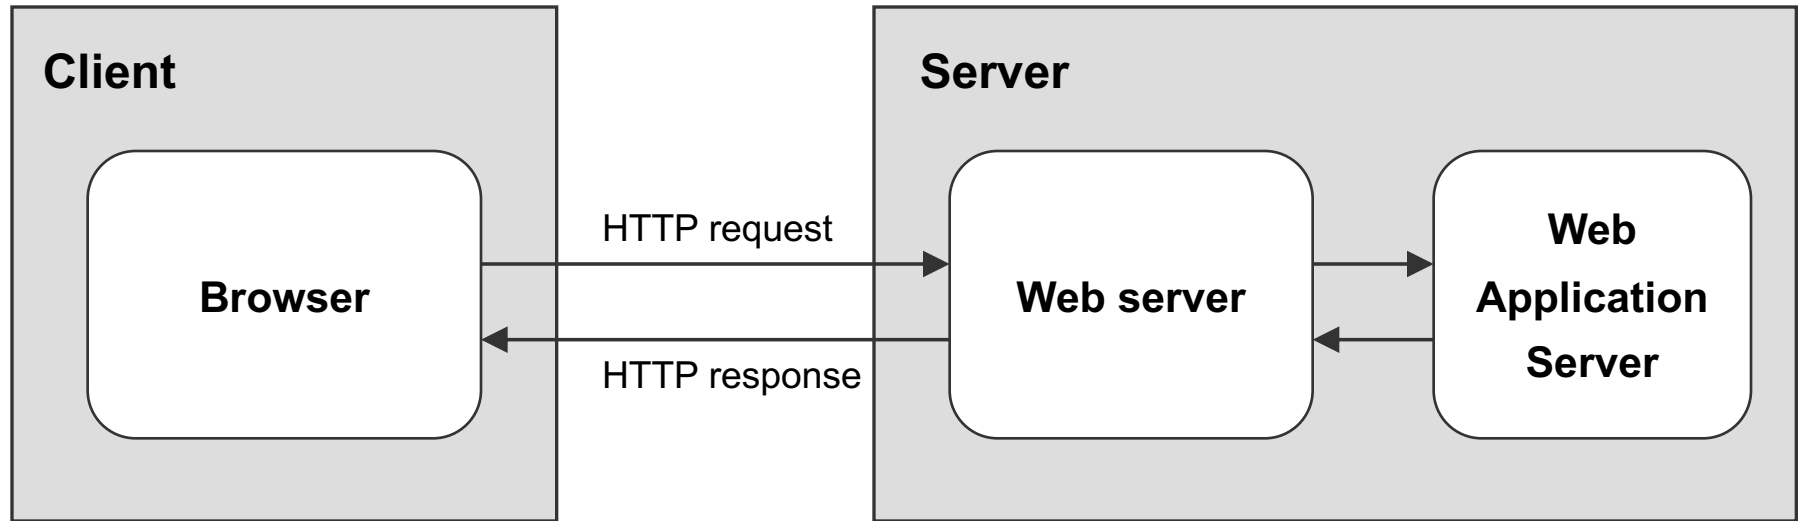 Client
Server
Browser
HTTP request
HTTP response
Web server
Web
Application
Server